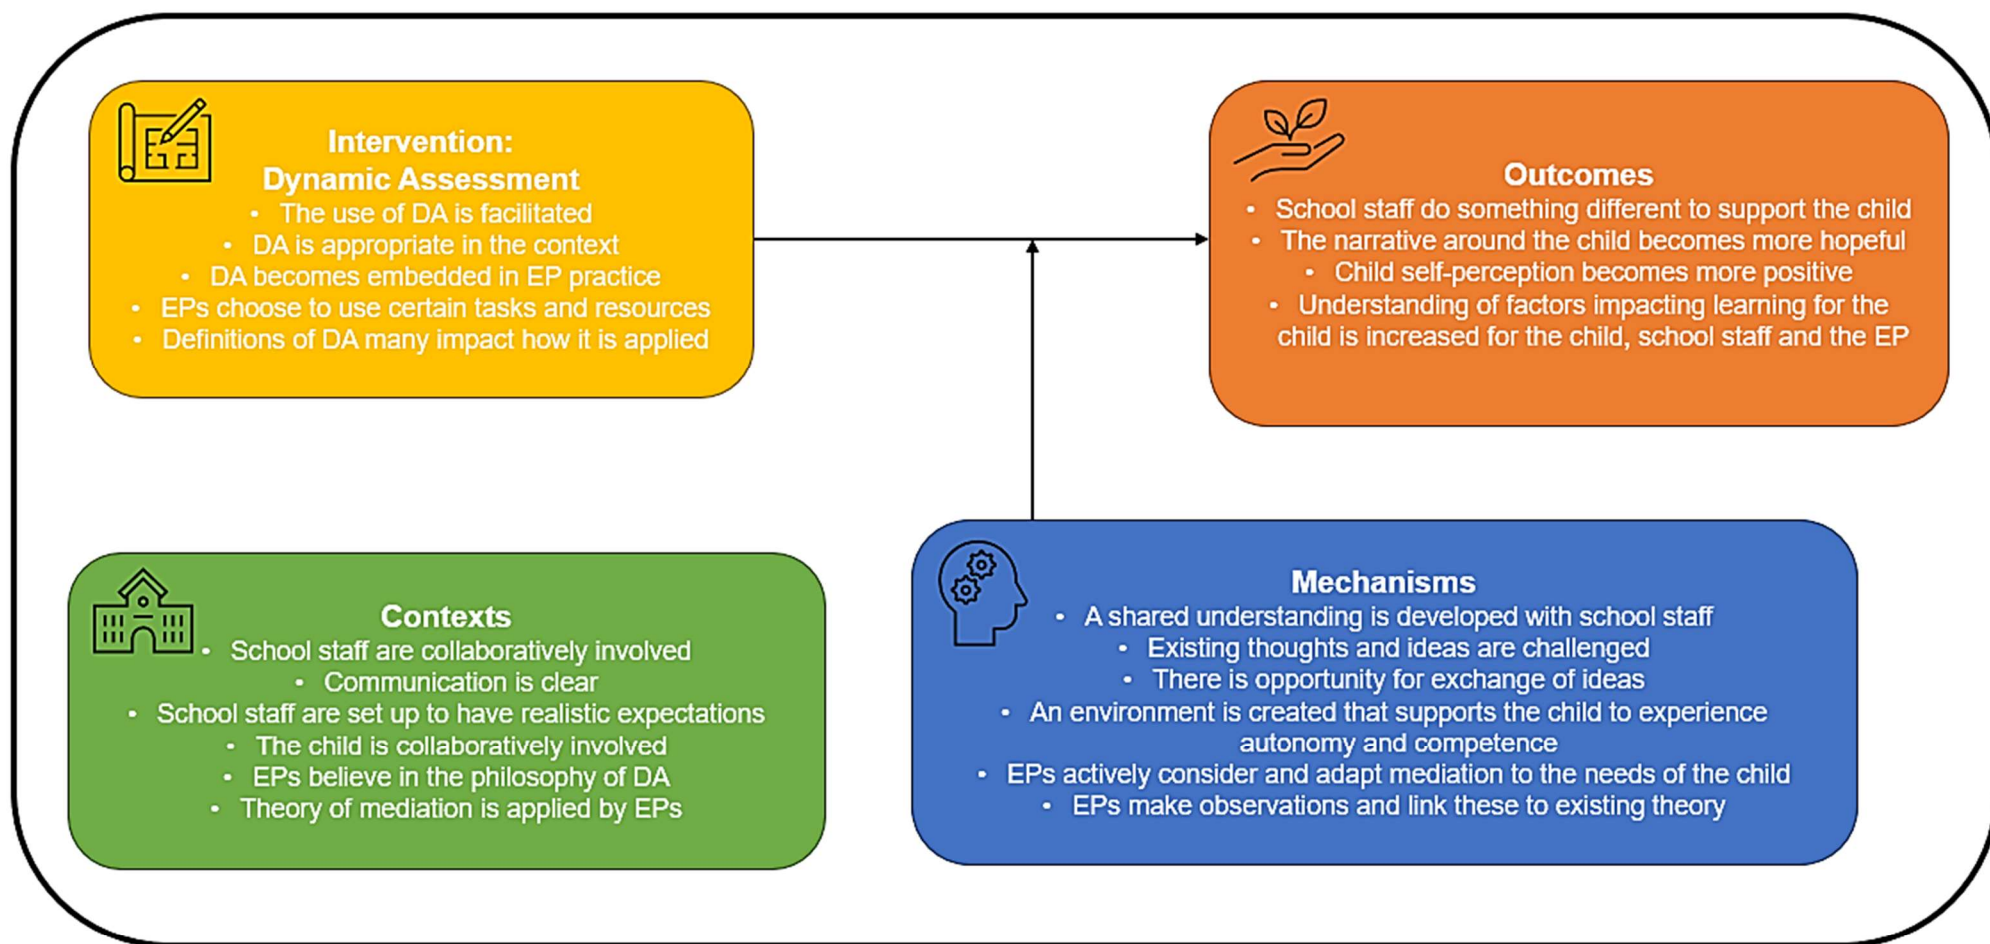 Intervention:
Dynamic Assessment
• The use of DA is facilitated
• DA is appropriate in the context
• DA becomes embedded in EP practice
• EPs choose to use certain tasks and resources
• Definitions of DA many impact how it is applied
Outcomes
• School staff do something different to support the child
• The narrative around the child becomes more hopeful
• Child self-perception becomes more positive
• Understanding of factors impacting learning for the
child is increased for the child, school staff and the EP
Contexts
• School staff are collaboratively involved
• Communication is clear
• School staff are set up to have realistic expectations
• The child is collaboratively involved
• EPs believe in the philosophy of DA
• Theory of mediation is applied by EPs
Mechanisms
• A shared understanding is developed with school staff
• Existing thoughts and ideas are challenged
• There is opportunity for exchange of ideas
• An environment is created that supports the child to experience
autonomy and competence
• EPs actively consider and adapt mediation to the needs of the child
• EPs make observations and link these to existing theory